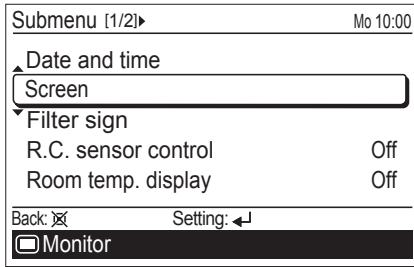 Submenu [1/2] Mo 10:00
Date and time
Screen
Filter sign
R.C. sensor control Off
Room temp. display Off
Back: Setting:
Monitor